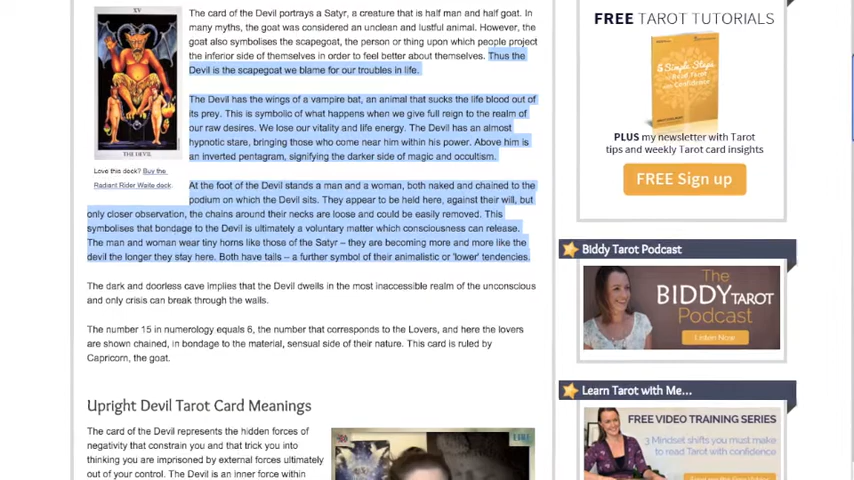 XV
THE DEVIL
Love this deck? Buy the
Radiant Rider Waite deck
The card of the Devil portrays a Satyr, a creature that is half man and half goat. In
many myths, the goat was considered an unclean and lustful animal. However, the
goat also symbolises the scapegoat, the person or thing upon which people project
the inferior side of themselves in order to feel better about themselves. Thus the
Devil is the scapegoat we blame for our troubles in life.
The Devil has the wings of a vampire bat, an animal that sucks the life blood out of
its prey. This is symbolic of what happens when we give full reign to the realm of
our raw desires. We lose our vitality and life energy. The Devil has an almost
hypnotic stare, bringing those who come near him within his power. Above him is
an inverted pentagram, signifying the darker side of magic and occultism.
At the foot of the Devil stands a man and a woman, both naked and chained to the
podium on which the Devil sits. They appear to be held here, against their will, but
only closer observation, the chains around their necks are loose and could be easily removed. This
symbolises that bondage to the Devil is ultimately a voluntary matter which consciousness can release.
The man and woman wear tiny horns like those of the Satyr – they are becoming more and more like the
devil the longer they stay here. Both have tails – a further symbol of their animalistic or 'lower' tendencies.
The dark and doorless cave implies that the Devil dwells in the most inaccessible realm of the unconscious
and only crisis can break through the walls.
The number 15 in numerology equals 6, the number that corresponds to the Lovers, and here the lovers
are shown chained, in bondage to the material, sensual side of their nature. This card is ruled by
Capricorn, the goat.
Upright Devil Tarot Card Meanings
The card of the Devil represents the hidden forces of
negativity that constrain you and that trick you into
thinking you are imprisoned by external forces ultimately
out of your control. The Devil is an inner force within
LIVE
FREE TAROT TUTORIALS
5 Simple Steps
to Read Tarot
with Confidence
PLUS my newsletter with Tarot
tips and weekly Tarot card insights
FREE Sign up
Biddy Tarot Podcast
The
BIDDYTAROT
Podcast
Listen Now
Learn Tarot with Me...
FREE VIDEO TRAINING SERIES
3 Mindset shifts you must make
to read Tarot with confidence